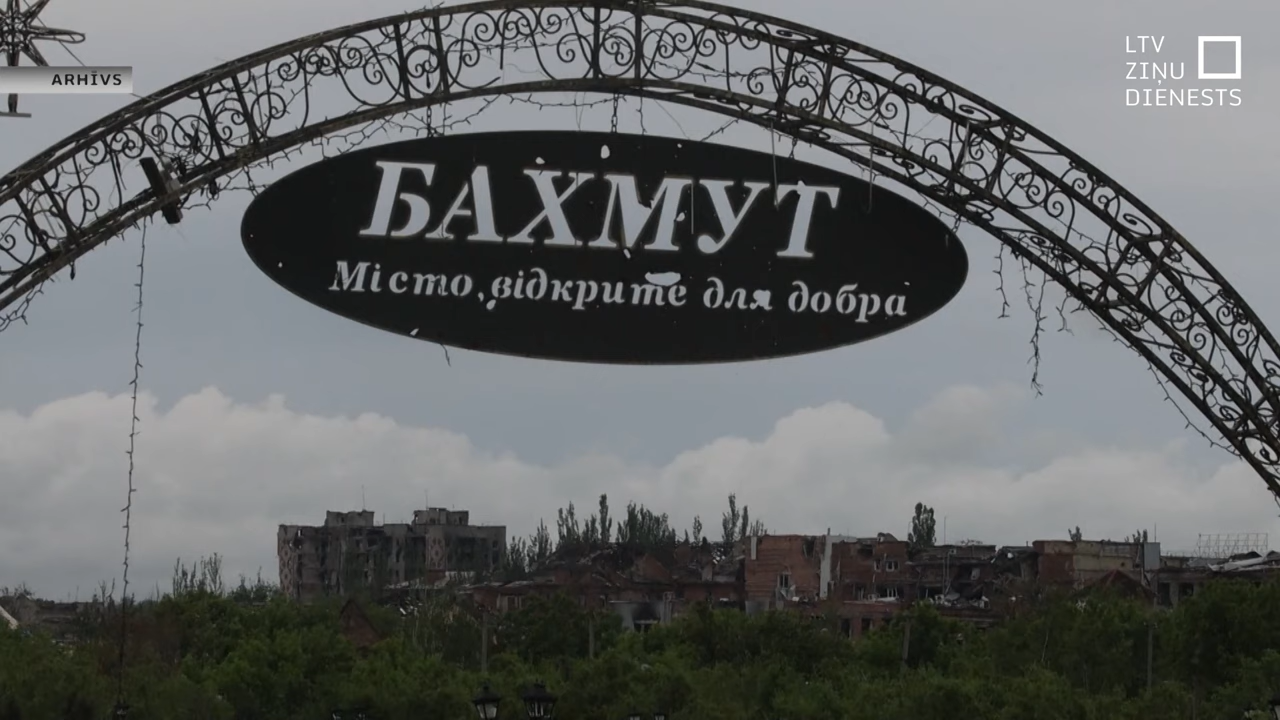 ARHĪVS
LTV
ZIŅU
DIENESTS
БАХМУТ
Місто, відкрите для добра